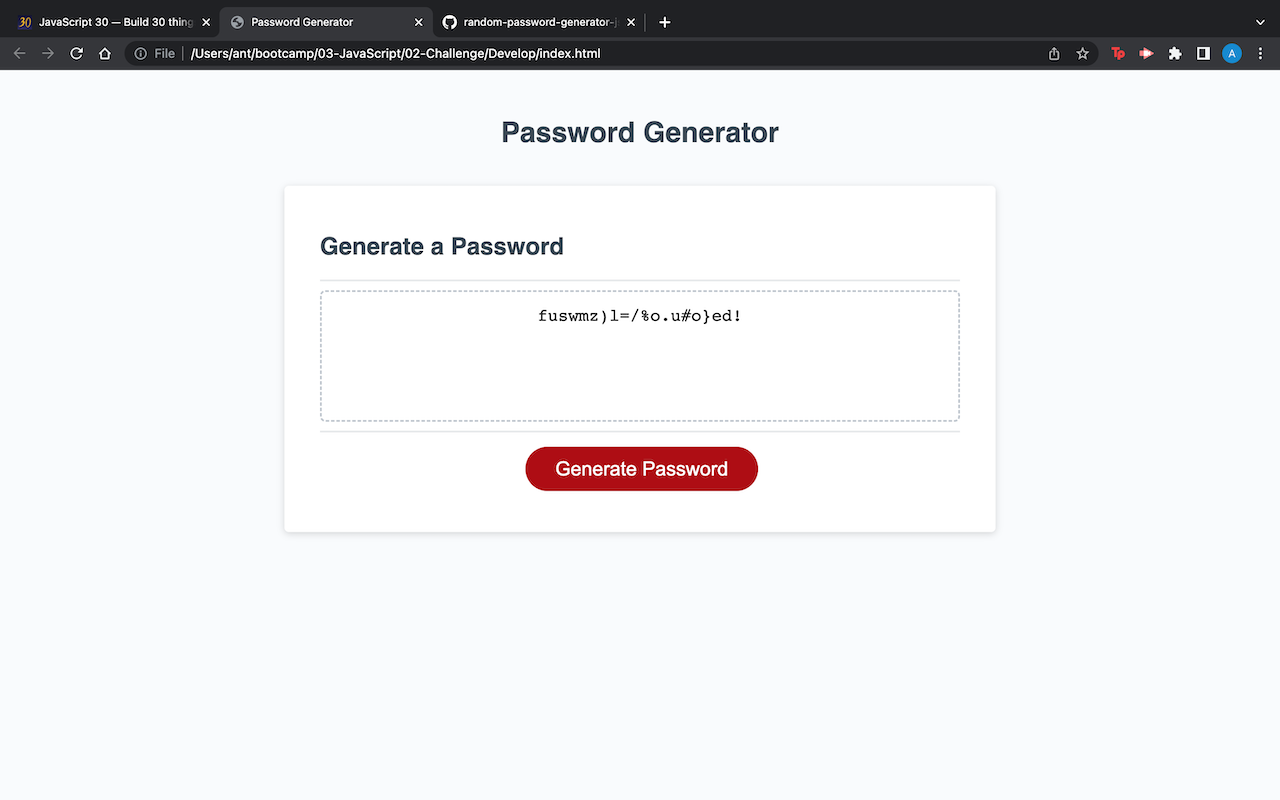 30 JavaScript 30 — Build 30 thing
Password Generator
random-password-generator-j
File /Users/ant/bootcamp/03-JavaScript/02-Challenge/Develop/index.html
Tp
A
Password Generator
Generate a Password
fuswmz)l=/%o.u#o}ed!
Generate Password